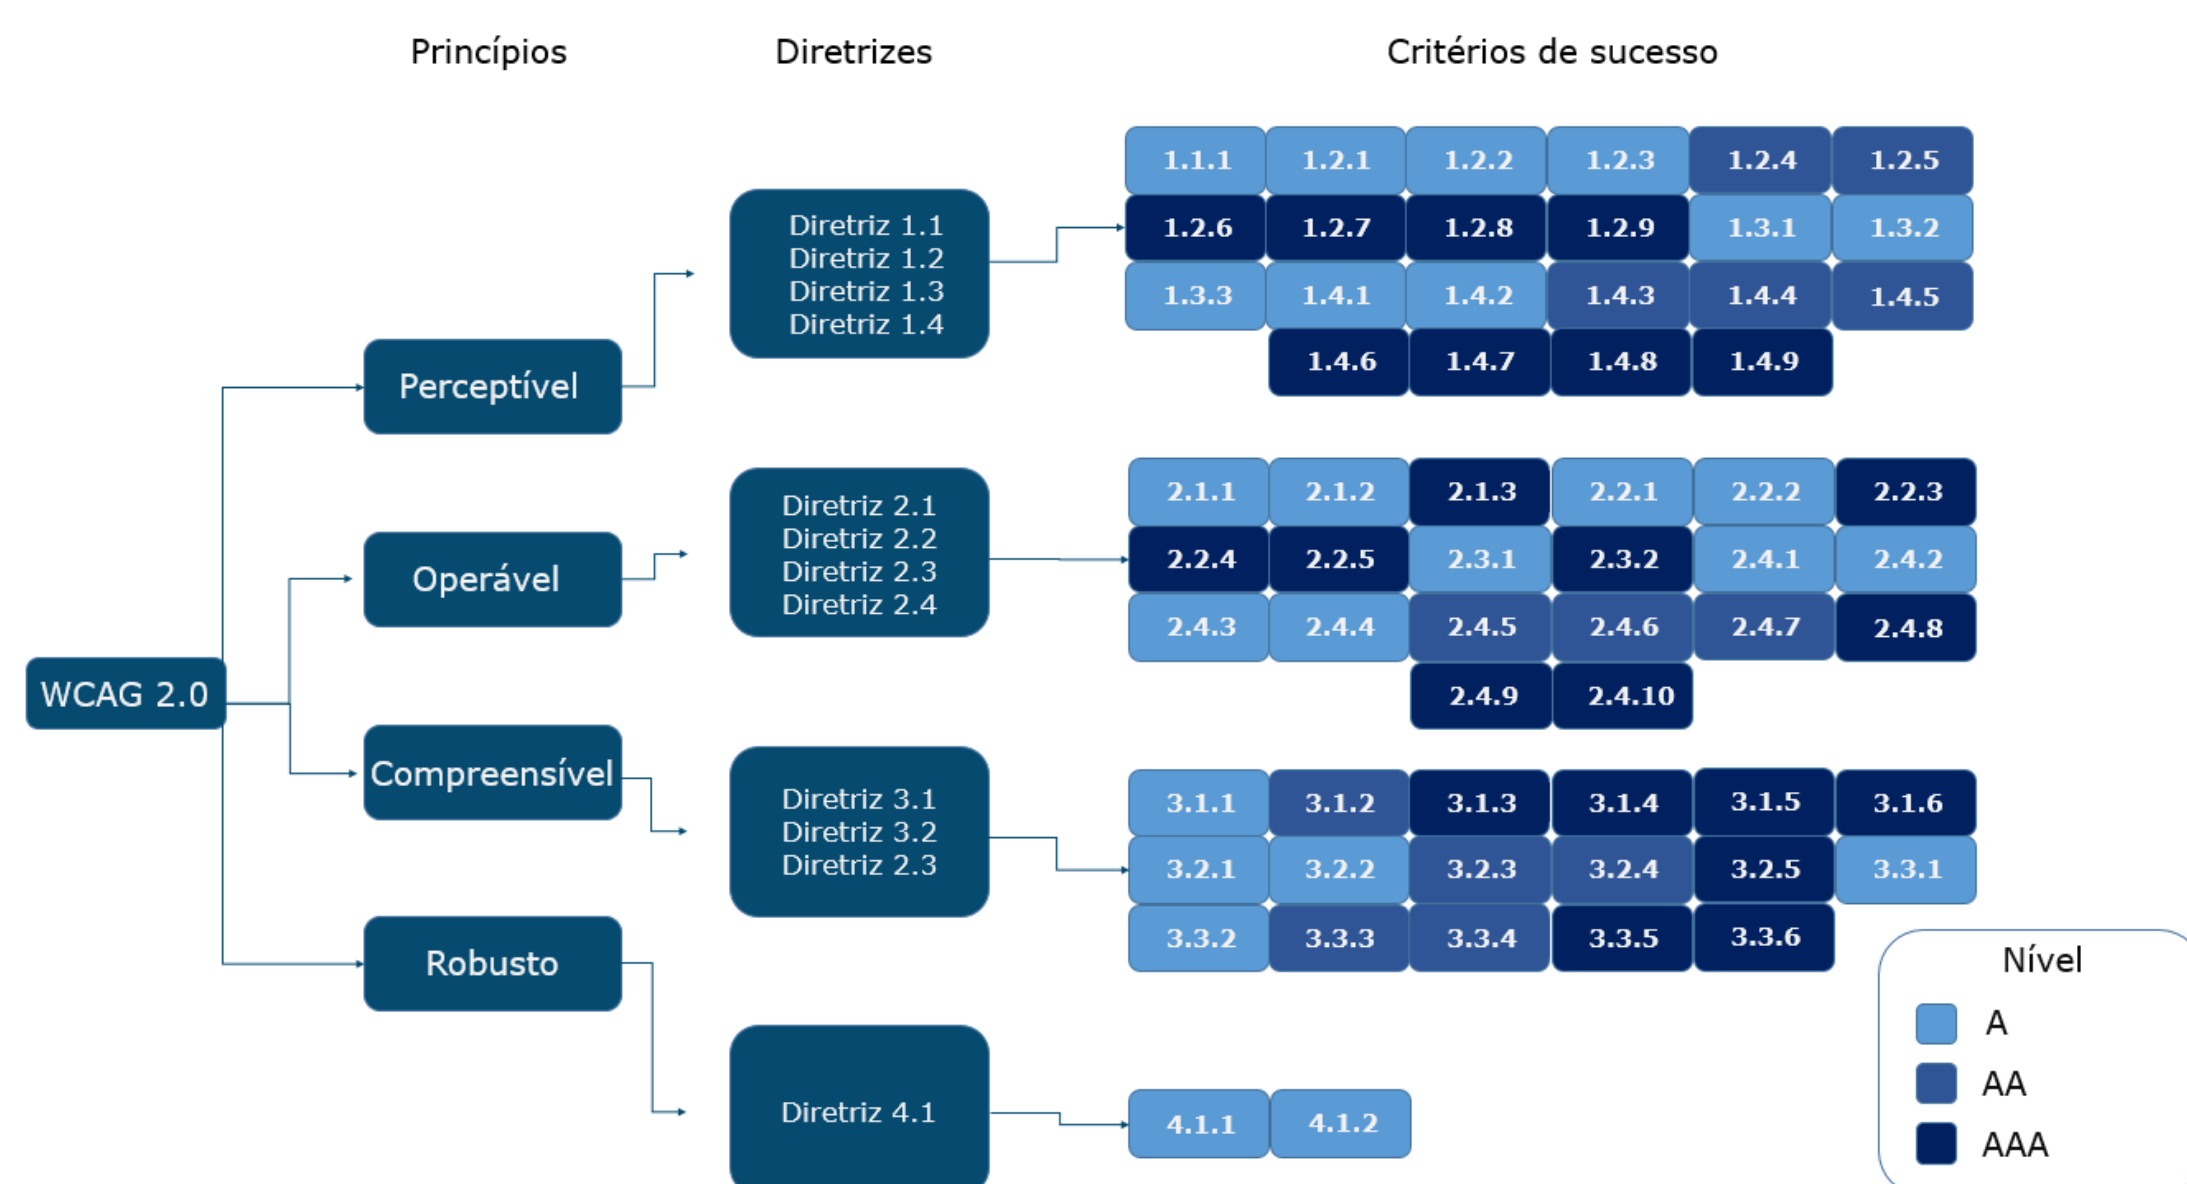 Princípios Diretrizes Critérios de sucesso
WCAG 2.0
Perceptível
Diretriz 1.1
Diretriz 1.2
Diretriz 1.3
Diretriz 1.4
1.1.1 1.2.1 1.2.2 1.2.3 1.2.4 1.2.5
1.2.6 1.2.7 1.2.8 1.2.9 1.3.1 1.3.2
1.3.3 1.4.1 1.4.2 1.4.3 1.4.4 1.4.5
1.4.6 1.4.7 1.4.8 1.4.9
Operável
Diretriz 2.1
Diretriz 2.2
Diretriz 2.3
Diretriz 2.4
2.1.1 2.1.2 2.1.3 2.2.1 2.2.2 2.2.3
2.2.4 2.2.5 2.3.1 2.3.2 2.4.1 2.4.2
2.4.3 2.4.4 2.4.5 2.4.6 2.4.7 2.4.8
2.4.9 2.4.10
Compreensível
Diretriz 3.1
Diretriz 3.2
Diretriz 2.3
3.1.1 3.1.2 3.1.3 3.1.4 3.1.5 3.1.6
3.2.1 3.2.2 3.2.3 3.2.4 3.2.5 3.3.1
3.3.2 3.3.3 3.3.4 3.3.5 3.3.6
Robusto
Diretriz 4.1
4.1.1 4.1.2
Nível
A
AA
AAA